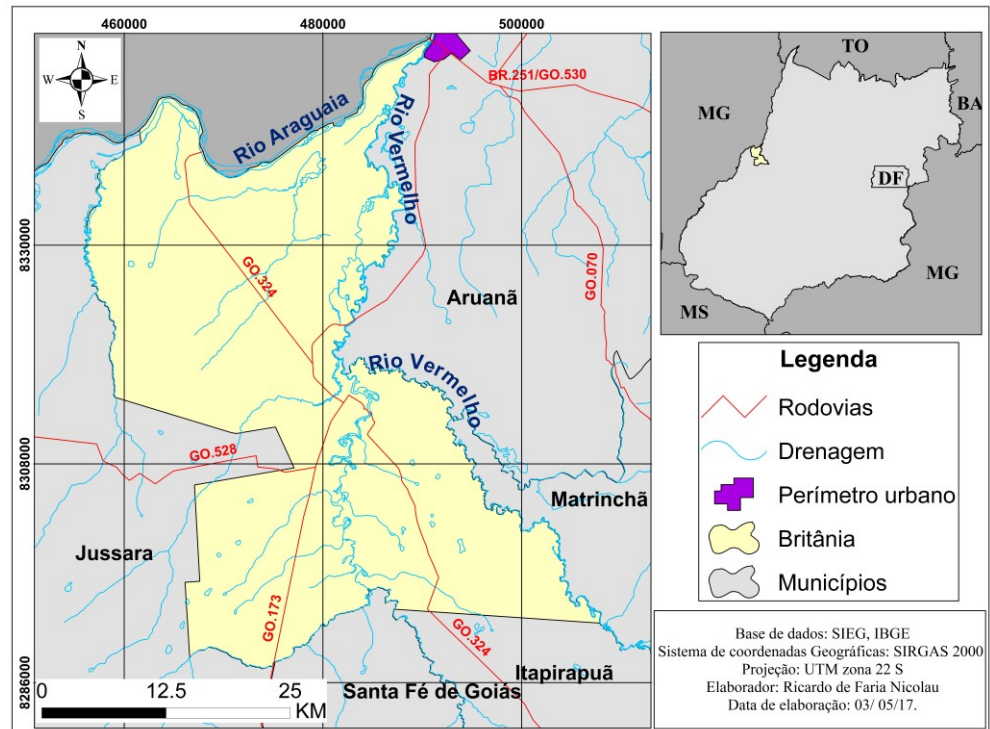 460000
480000
500000
N
W
E
S
BR.251/GO.530
Rio Araguaia
Rio Vermelho
8330000
GO.324
GO.070
Aruanã
Rio Vermelho
GO.528
8308000
Matrinchã
Jussara
GO.173
GO.324
Itapirapuã
8286000
Santa Fé de Goiás
0
12.5
25
KM
TO
MG
BA
DF
MG
MS
Legenda
Rodovias
Drenagem
Perímetro urbano
Britânia
Municípios
Base de dados: SIEG, IBGE
Sistema de coordenadas Geográficas: SIRGAS 2000
Projeção: UTM zona 22 S
Elaborador: Ricardo de Faria Nicolau
Data de elaboração: 03/ 05/17.